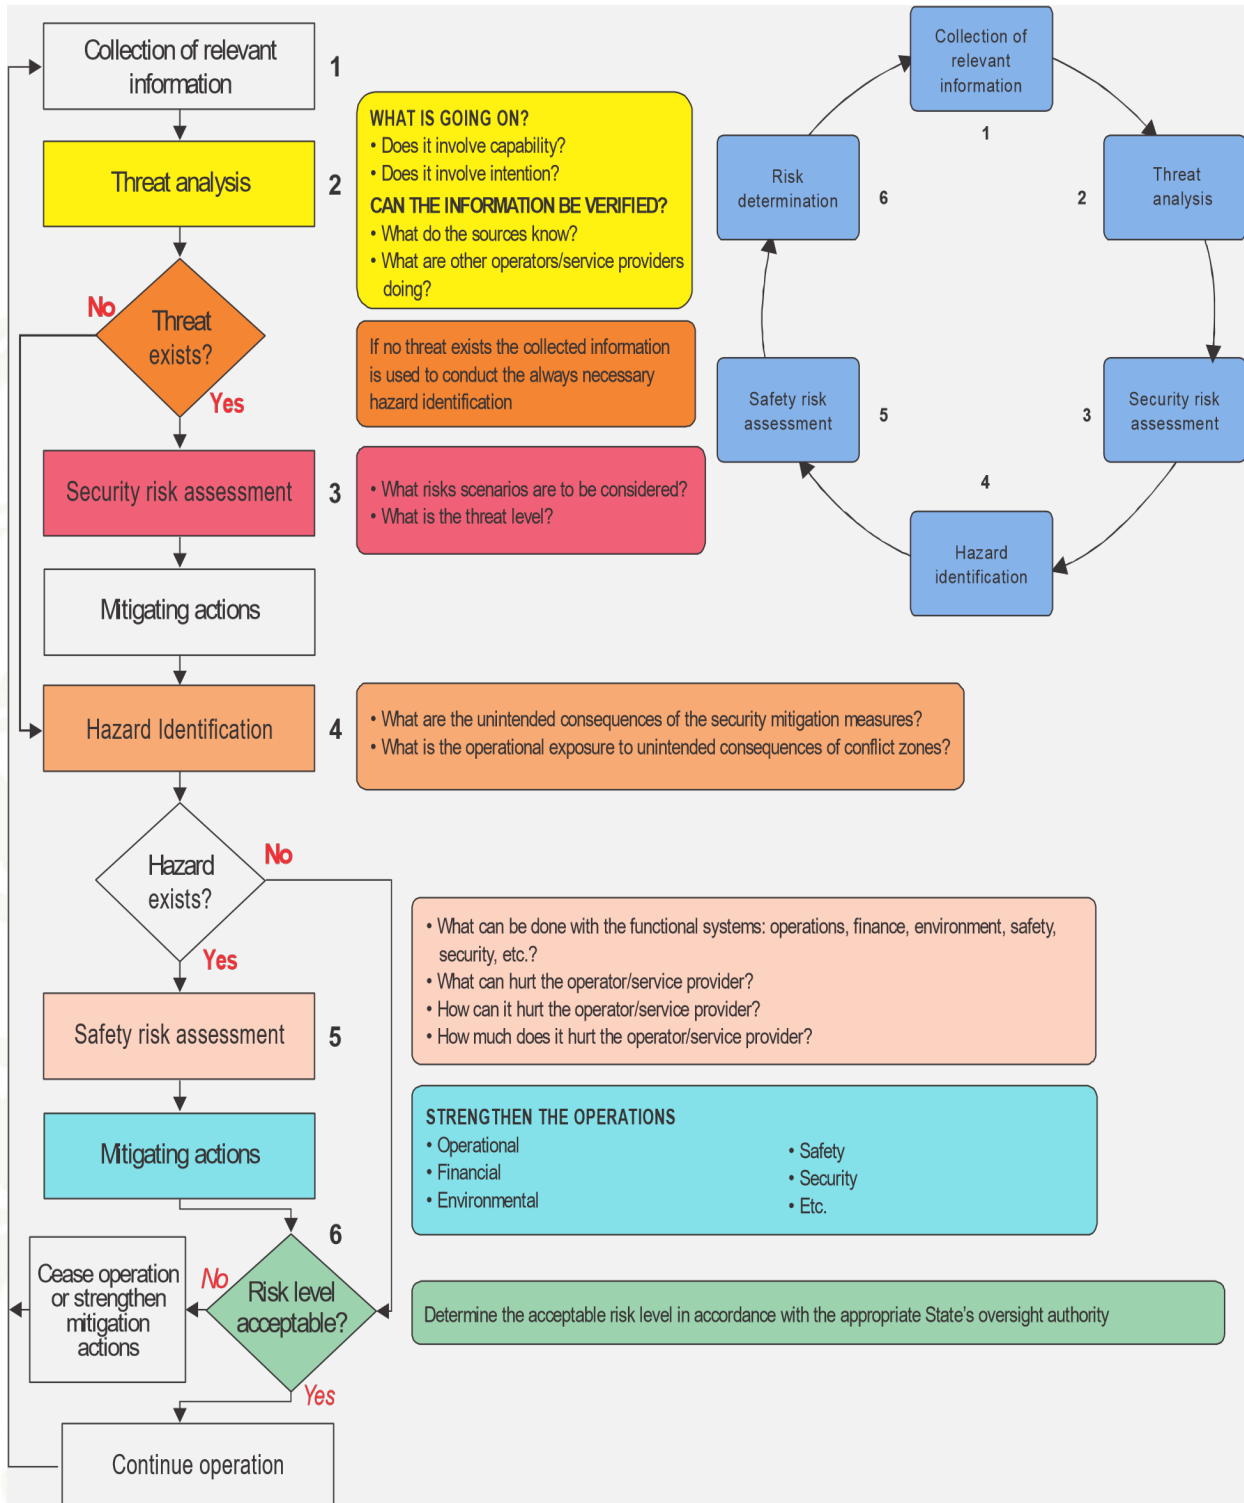 Collection of relevant
information
1
Threat analysis
2
WHAT IS GOING ON?
• Does it involve capability?
• Does it involve intention?
CAN THE INFORMATION BE VERIFIED?
• What do the sources know?
• What are other operators/service providers
doing?
No
Threat
exists?
Yes
If no threat exists the collected information
is used to conduct the always necessary
hazard identification
Security risk assessment
3
• What risks scenarios are to be considered?
• What is the threat level?
Mitigating actions
Hazard Identification
4
• What are the unintended consequences of the security mitigation measures?
• What is the operational exposure to unintended consequences of conflict zones?
Hazard
exists?
No
Yes
Safety risk assessment
5
• What can be done with the functional systems: operations, finance, environment, safety,
security, etc.?
• What can hurt the operator/service provider?
• How can it hurt the operator/service provider?
• How much does it hurt the operator/service provider?
Mitigating actions
STRENGTHEN THE OPERATIONS
• Operational
• Financial
• Environmental
• Safety
• Security
• Etc.
6
Risk level
acceptable?
No
Cease operation
or strengthen
mitigation
actions
Yes
Determine the acceptable risk level in accordance with the appropriate State's oversight authority
Continue operation
Collection of
relevant
information
1
Threat
analysis
2
Security risk
assessment
3
Hazard
identification
4
Safety risk
assessment
5
Risk
determination
6